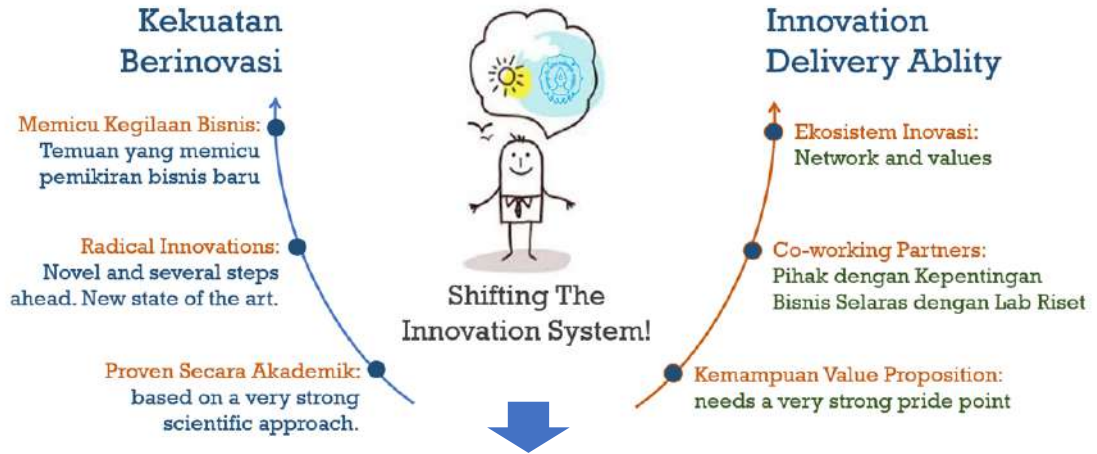 Kekuatan
Berinovasi
Memicu Kegilaan Bisnis:
Temuan yang memicu
pemikiran bisnis baru
Radical Innovations:
Novel and several steps
ahead. New state of the art.
Proven Secara Akademik:
based on a very strong
scientific approach.
Shifting The
Innovation System!
Innovation
Delivery Ablity
Ekosistem Inovasi:
Network and values
Co-working Partners:
Pihak dengan Kepentingan
Bisnis Selaras dengan Lab Riset
Kemampuan Value Proposition:
needs a very strong pride point